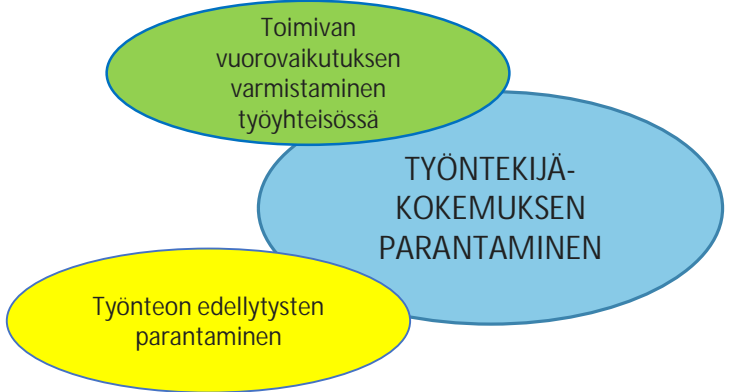 Toimivan
vuorovaikutuksen
varmistaminen
työyhteisössä
TYÖNTEKIJÄ-
KOKEMUKSEN
PARANTAMINEN
Työnteon edellytysten
parantaminen